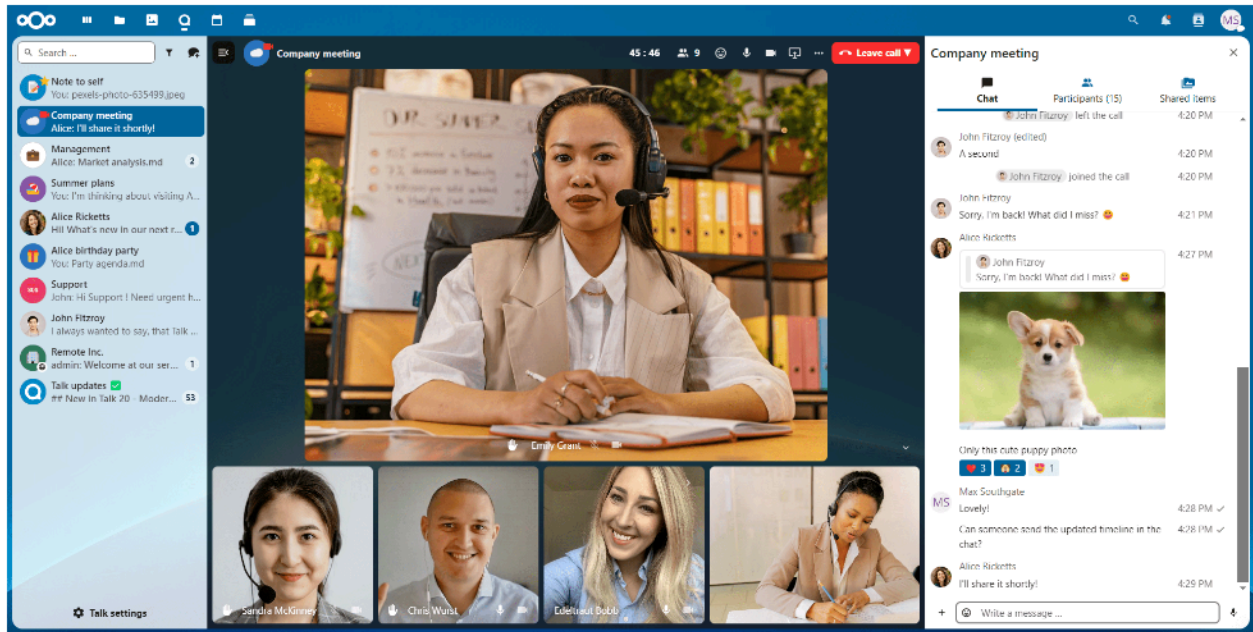 MS
Search ...
Note to self
You: pexels-photo-635499.jpeg
Company meeting
Alice: I'll share it shortly!
Management
Alice: Market analysis.md
2
Summer plans
You: I'm thinking about visiting A...
Alice Ricketts
Hi! What's new in our next r...
1
Alice birthday party
You: Party agenda.md
Support
John: Hi Support ! Need urgent h...
John Fitzroy
I always wanted to say, that Talk ...
Remote Inc.
admin: Welcome at our ser...
1
Talk updates ✅
## New in Talk 20 - Moder...
53
Talk settings
Company meeting
45 : 46
9
Leave call
OUR SUMMER
Emily Grant
Sandra McKinney
Chris Wurst
Edeltraut Bobb
Company meeting
Chat
Participants (15)
Shared items
John Fitzroy left the call 4:20 PM
John Fitzroy (edited)
A second 4:20 PM
John Fitzroy joined the call 4:20 PM
John Fitzroy
Sorry, I'm back! What did I miss? 4:21 PM
Alice Ricketts
4:27 PM
John Fitzroy
Sorry, I'm back! What did I miss?
Only this cute puppy photo
3
2
1
MS
Max Southgate
Lovely! 4:28 PM
Can someone send the updated timeline in the 4:28 PM
chat?
Alice Ricketts
I'll share it shortly! 4:29 PM
Write a message ...